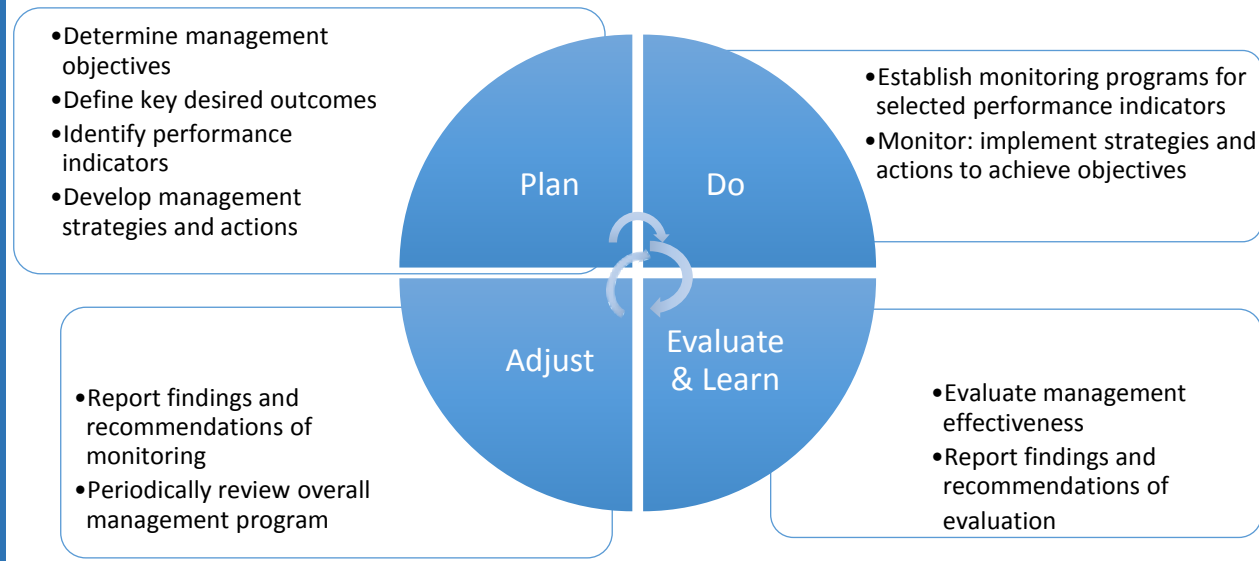 •Determine management
objectives
•Define key desired outcomes
•Identify performance
indicators
•Develop management
strategies and actions
Plan
Do
•Establish monitoring programs for
selected performance indicators
•Monitor: implement strategies and
actions to achieve objectives
Adjust
Evaluate
& Learn
•Report findings and
recommendations of
monitoring
•Periodically review overall
management program
•Evaluate management
effectiveness
•Report findings and
recommendations of
evaluation